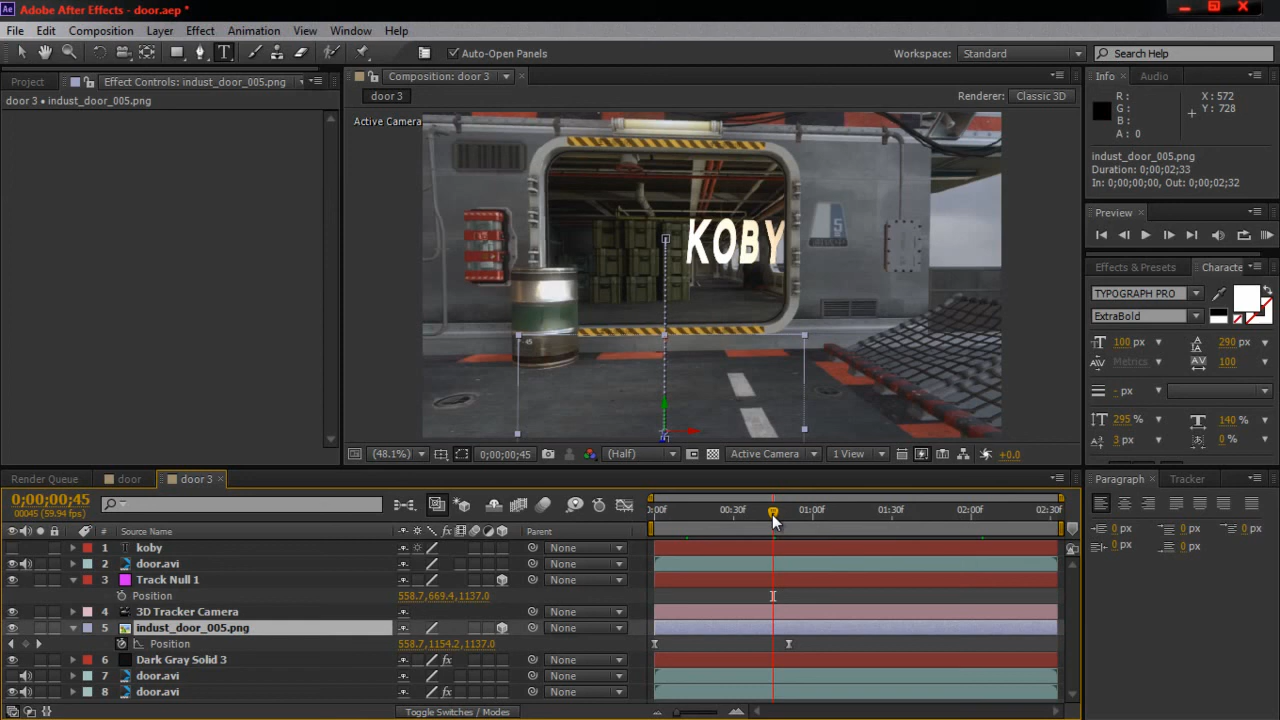 Adobe After Effects - door.aep *
File Edit Composition Layer Effect Animation View Window Help
Auto-Open Panels
Workspace: Standard
Search Help
Project
Effect Controls: indust_door_005.png
Composition: door 3
Info Audio
door 3 • indust_door_005.png
door 3
Renderer: Classic 3D
R :
G :
B :
A : 0
X : 572
Y : 728
Active Camera
indust_door_005.png
Duration: 0;00;02;33
In: 0;00;00;00, Out: 0;00;02;32
Preview
KOBY
5
Effects & Presets
Characte
TYPOGRAPH PRO
ExtraBold
100 px
290 px
Metrics
100
- px
295 %
140 %
3 px
0 %
(48.1%)
0;00;00;45
(Half)
Active Camera
1 View
+0.0
Render Queue
door
door 3
Paragraph
Tracker
0;00;00;45
00045 (59.94 fps)
0:00f 00:30f 01:00f 01:30f 02:00f 02:30f
# Source Name
Parent
1 koby None
2 door.avi None
3 Track Null 1 None
Position 558.7,669.4,1137.0
4 3D Tracker Camera None
5 indust_door_005.png None
Position 558.7,1154.2,1137.0
6 Dark Gray Solid 3 fx None
7 door.avi None
8 door.avi fx None
0 px 0 px 0 px
0 px 0 px
Toggle Switches / Modes